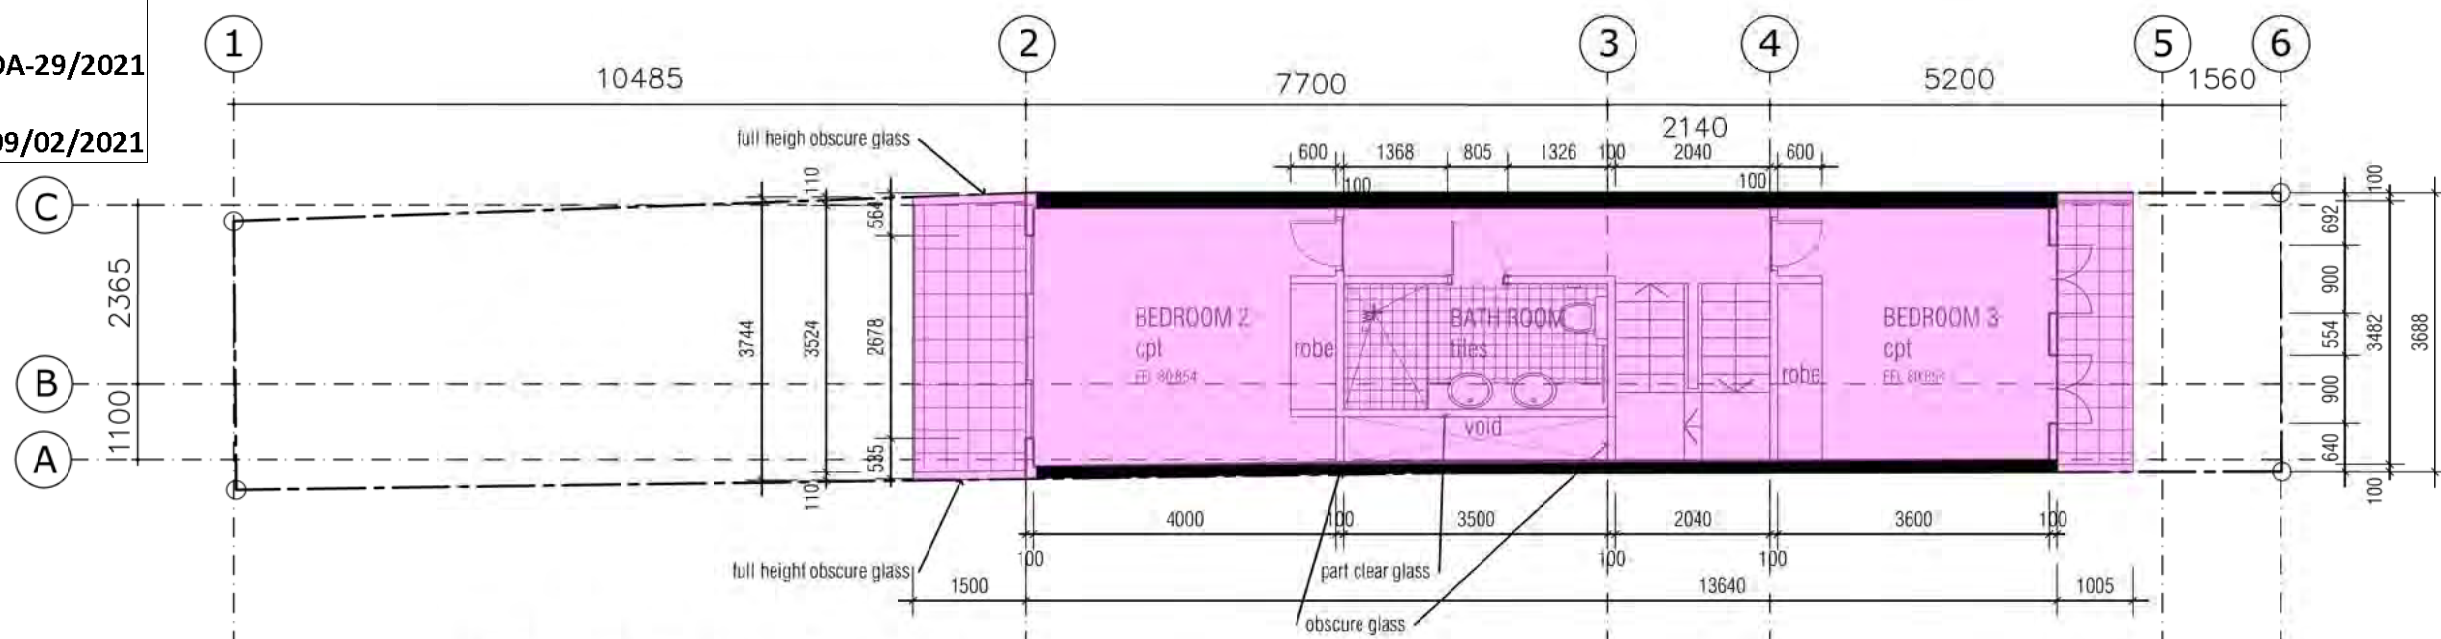 DA-29/2021
09/02/2021
1 2 3 4 5 6
10485 7700 5200 1560
2140
full heigh obscure glass
600 1368 805 1326 100 2040 600
100 100
C
B
A
2365
1100
110
3744
3524
110
564
2678
535
BEDROOM 2
cpt
FFL 80.854
robe
BATH ROOM
tiles
void
robe
BEDROOM 3
cpt
692
900
554
900
640
100
3482
100
3688
4000 100 3500 2040 3600 100
100 100 100
full height obscure glass
part clear glass
1500 13640 1005
obscure glass